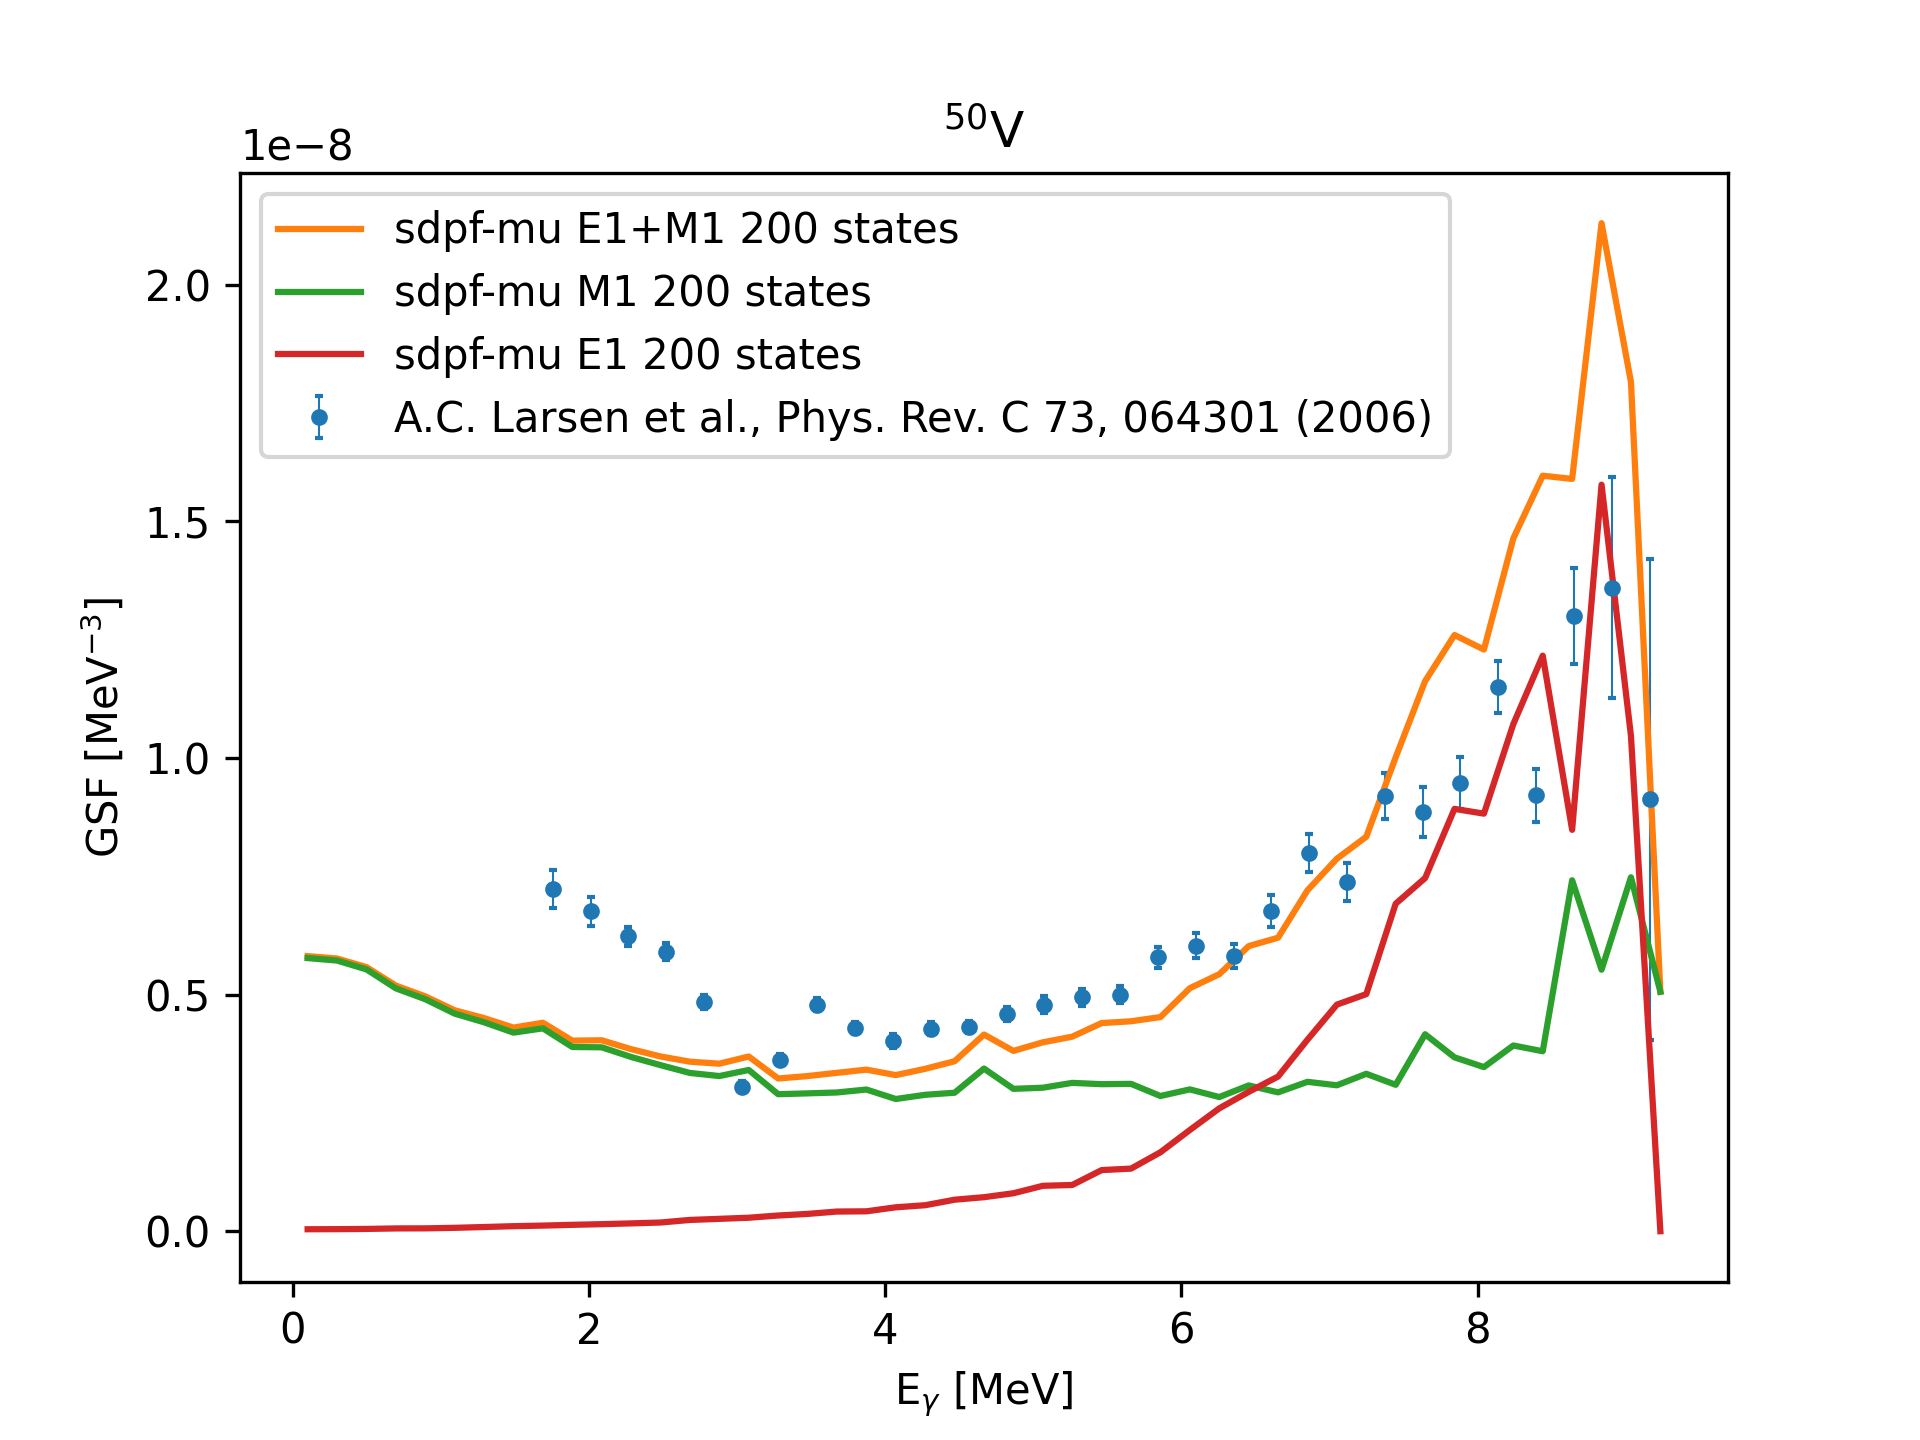 ⁵⁰V
1e−8
sdpf-mu E1+M1 200 states
sdpf-mu M1 200 states
sdpf-mu E1 200 states
A.C. Larsen et al., Phys. Rev. C 73, 064301 (2006)
2.0
1.5
1.0
0.5
0.0
GSF [MeV⁻³]
0 2 4 6 8
Eᵧ [MeV]